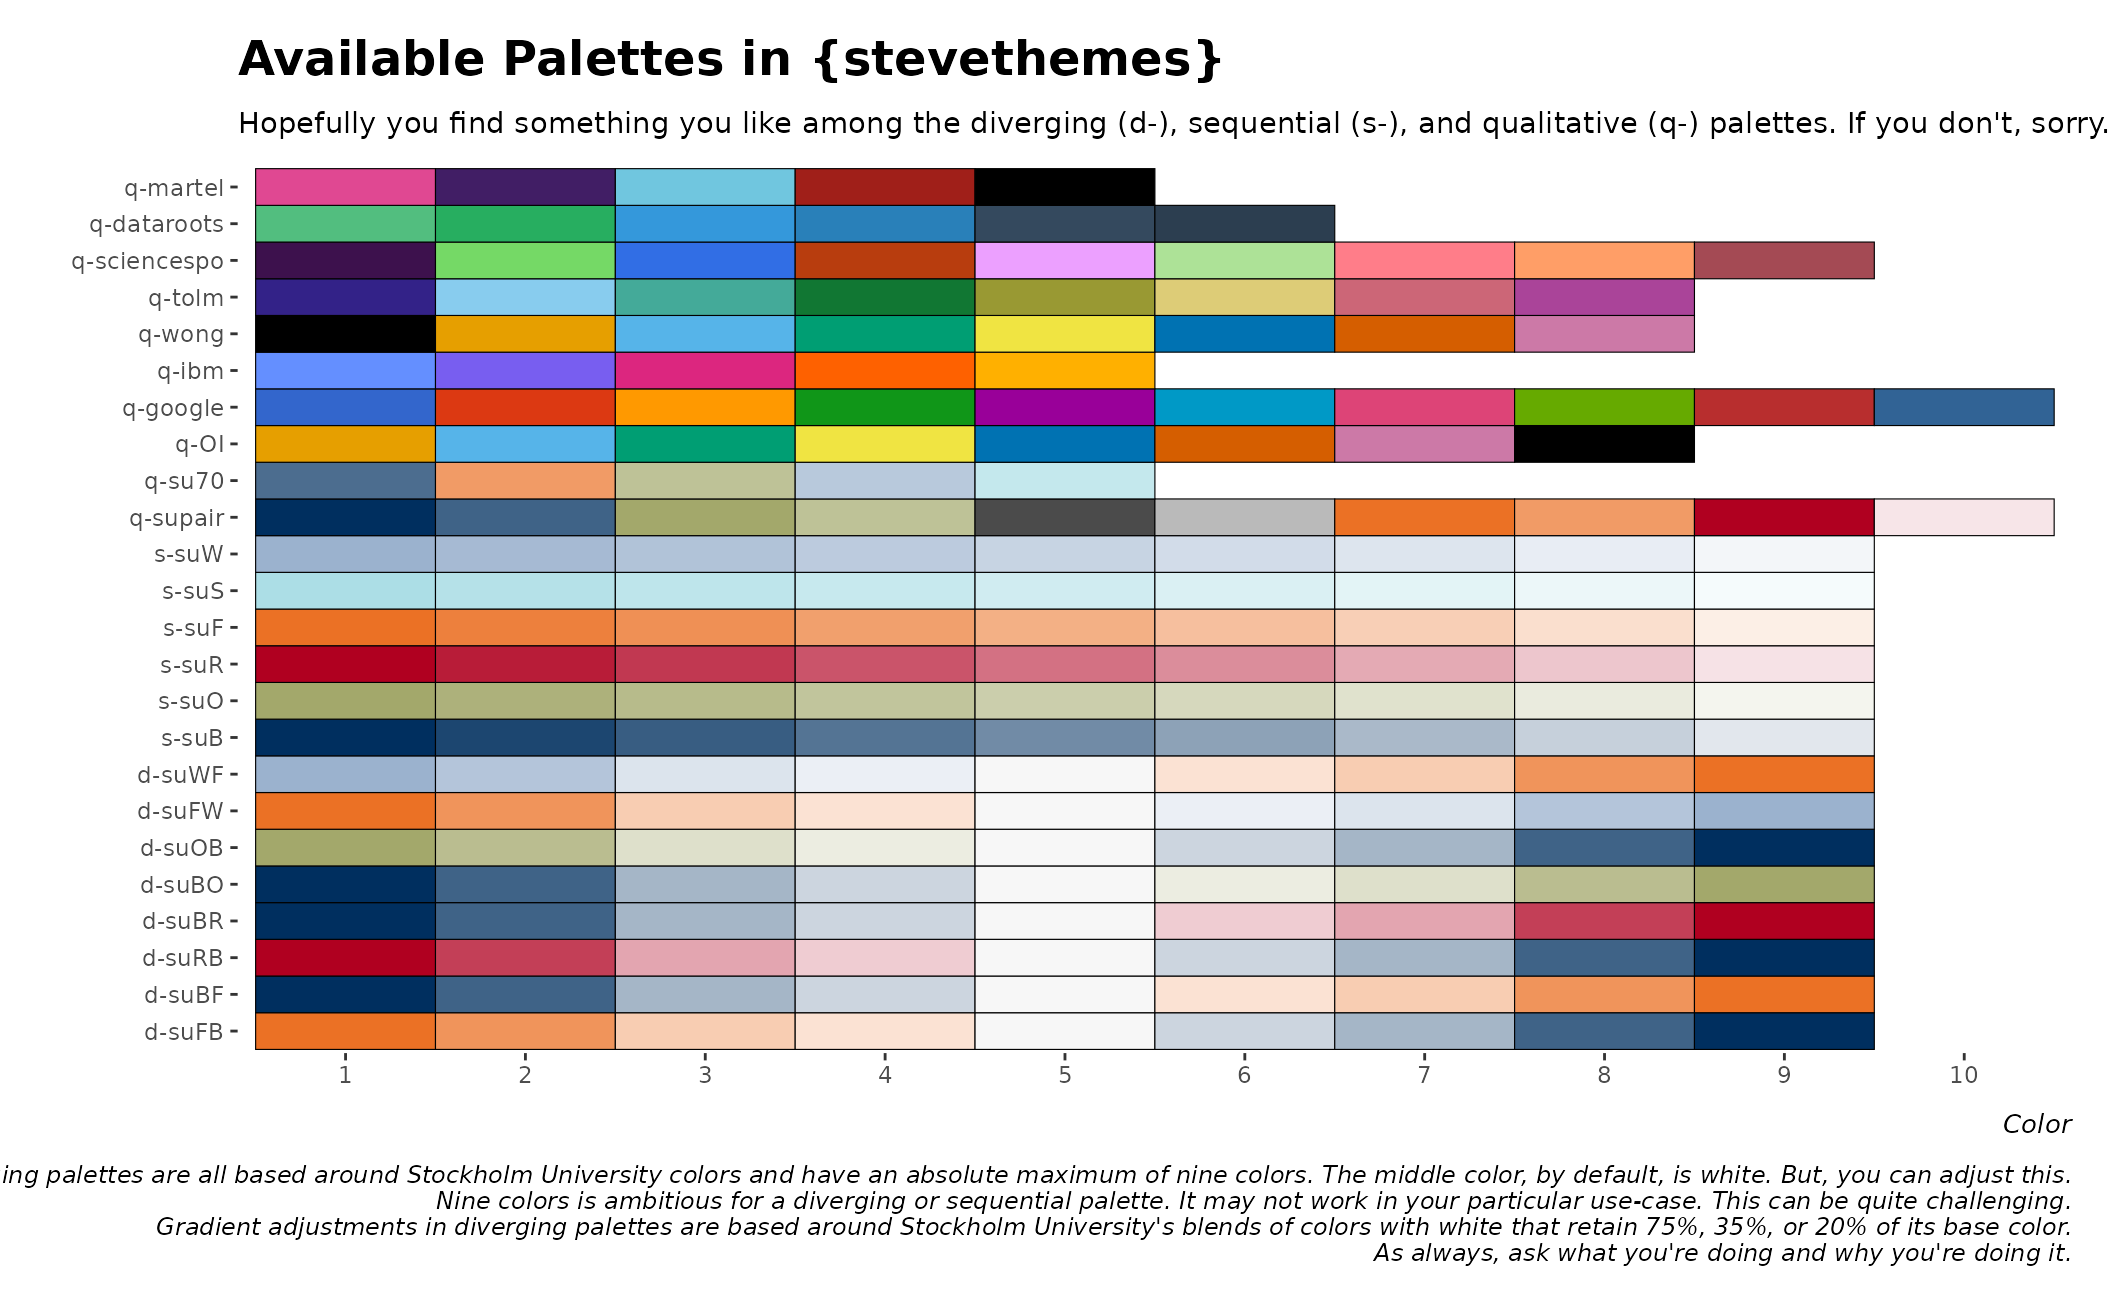 Available Palettes in {stevethemes}
Hopefully you find something you like among the diverging (d-), sequential (s-), and qualitative (q-) palettes. If you don't, sorry.
q-martel
q-dataroots
q-sciencespo
q-tolm
q-wong
q-ibm
q-google
q-OI
q-su70
q-supair
s-suW
s-suS
s-suF
s-suR
s-suO
s-suB
d-suWF
d-suFW
d-suOB
d-suBO
d-suBR
d-suRB
d-suBF
d-suFB
1 2 3 4 5 6 7 8 9 10
Color
ing palettes are all based around Stockholm University colors and have an absolute maximum of nine colors. The middle color, by default, is white. But, you can adjust this.
Nine colors is ambitious for a diverging or sequential palette. It may not work in your particular use-case. This can be quite challenging.
Gradient adjustments in diverging palettes are based around Stockholm University's blends of colors with white that retain 75%, 35%, or 20% of its base color.
As always, ask what you're doing and why you're doing it.